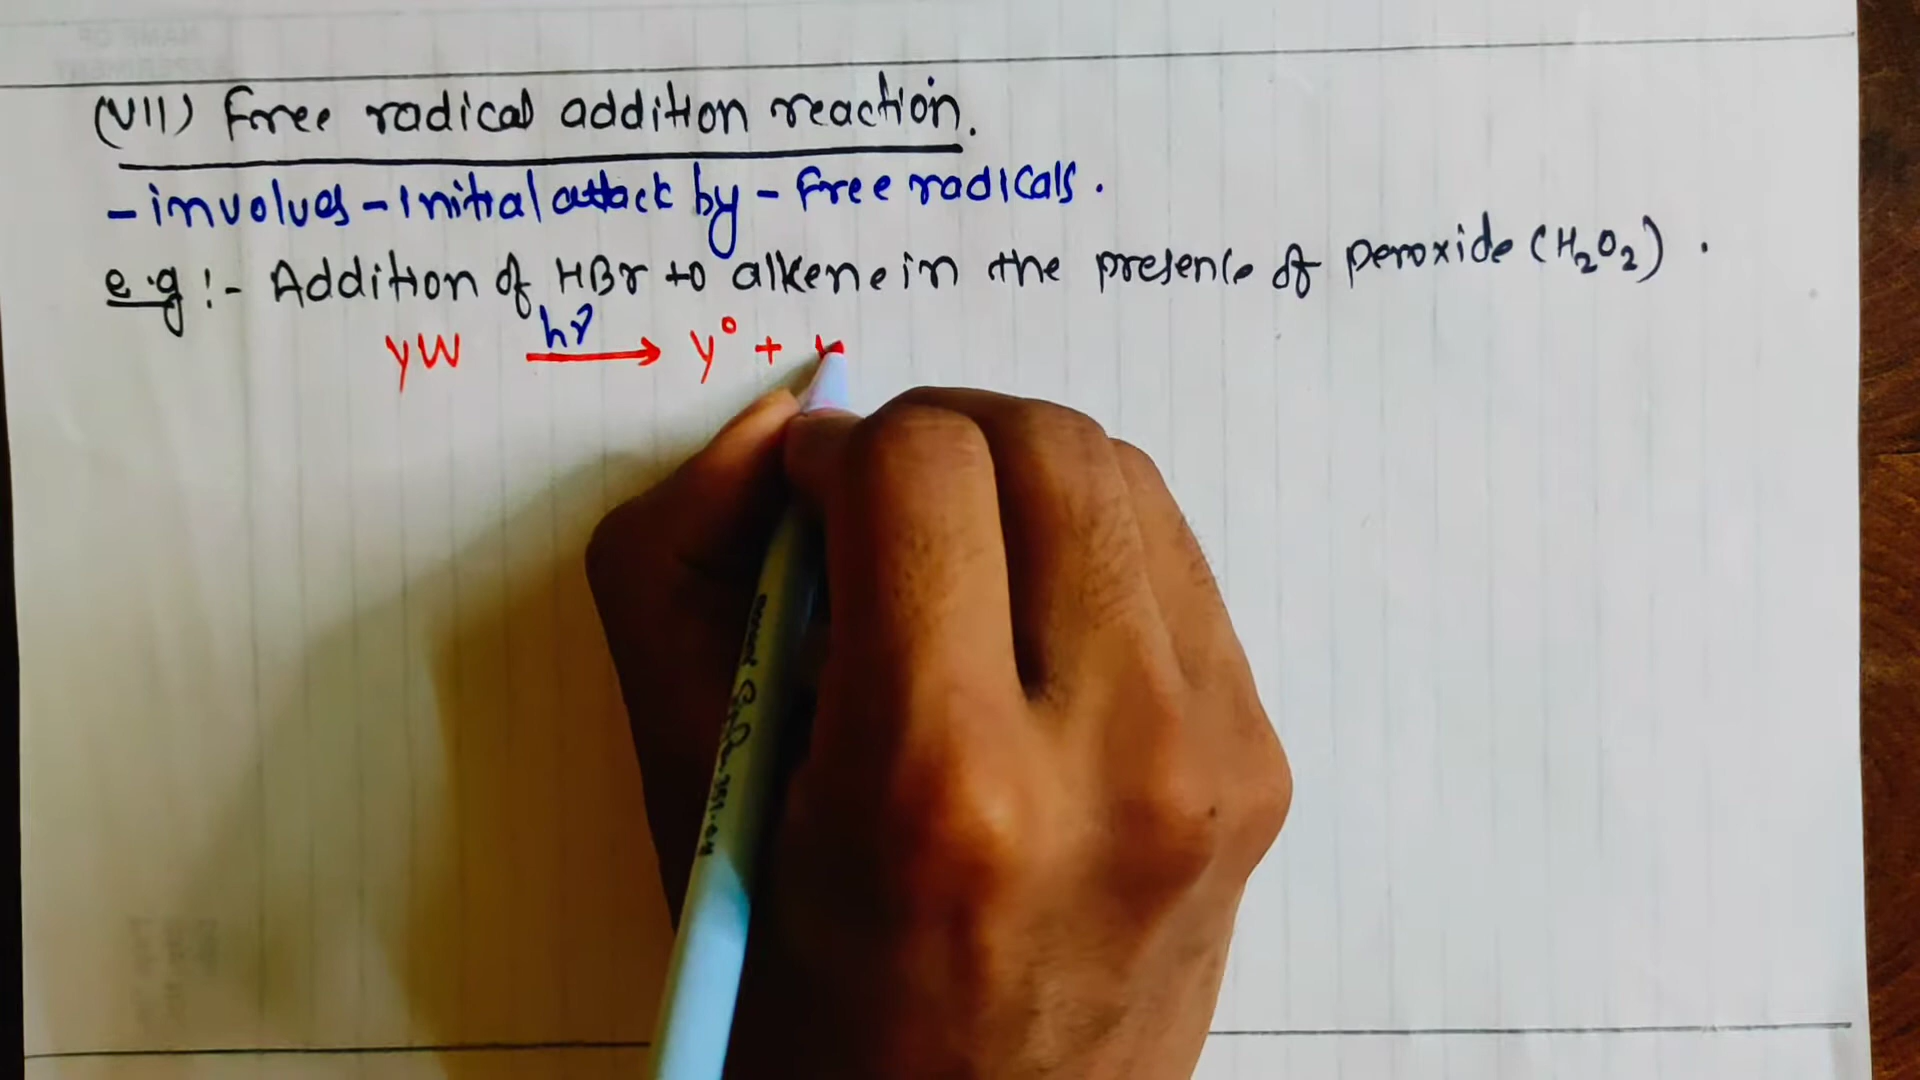 (VII) Free radical addition reaction.
- involves - Initial attack by - Free radicals.
e.g :- Addition of HBr to alkene in the presence of peroxide (H₂O₂).
hν
yW → y° +